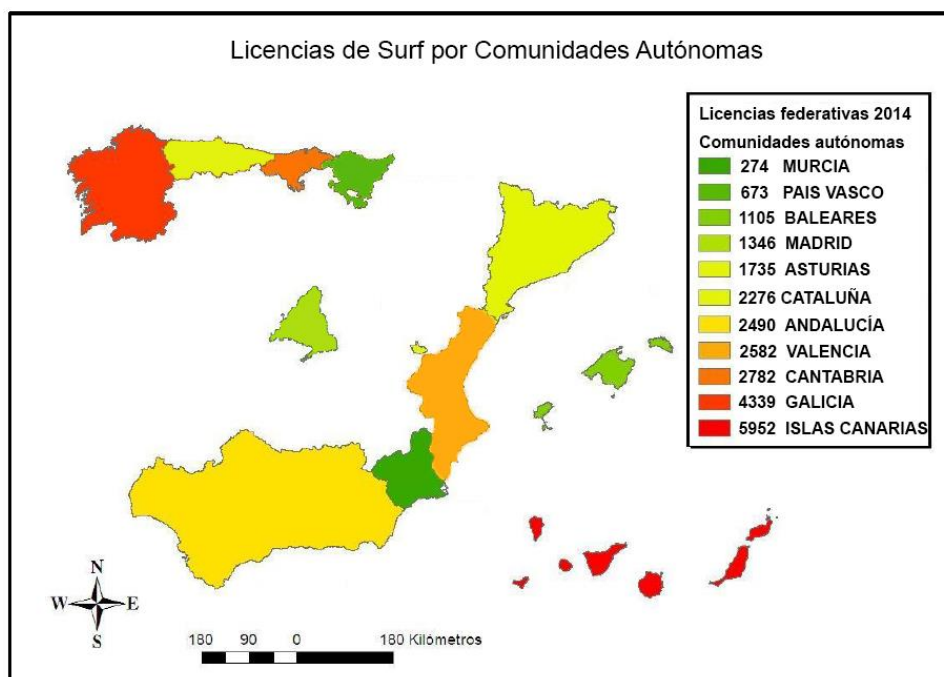 Licencias de Surf por Comunidades Autónomas
Licencias federativas 2014
Comunidades autónomas
274 MURCIA
673 PAIS VASCO
1105 BALEARES
1346 MADRID
1735 ASTURIAS
2276 CATALUÑA
2490 ANDALUCÍA
2582 VALENCIA
2782 CANTABRIA
4339 GALICIA
5952 ISLAS CANARIAS
N
W E
S
180 90 0 180 Kilómetros